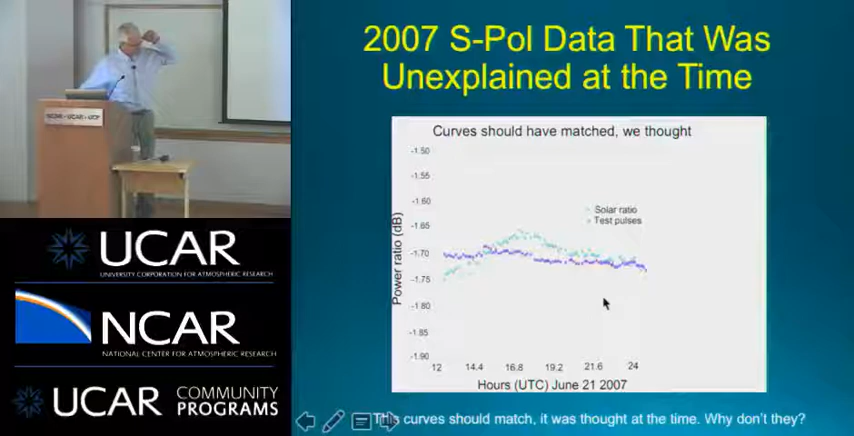 2007 S-Pol Data That Was
Unexplained at the Time
Curves should have matched, we thought
-1.50
-1.55
-1.60
-1.65
-1.70
-1.75
-1.80
-1.85
-1.90
Power ratio (dB)
Solar ratio
Test pulses
12 14.4 16.8 19.2 21.6 24
Hours (UTC) June 21 2007
curves should match, it was thought at the time. Why don't they?
UCAR
UNIVERSITY CORPORATION FOR ATMOSPHERIC RESEARCH
NCAR
NATIONAL CENTER FOR ATMOSPHERIC RESEARCH
UCAR COMMUNITY
PROGRAMS